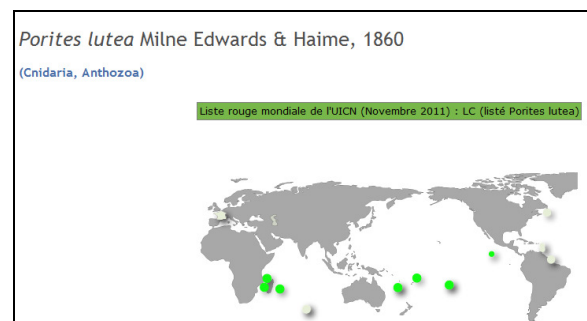 Porites lutea Milne Edwards & Haime, 1860
(Cnidaria, Anthozoa)
Liste rouge mondiale de l'UICN (Novembre 2011) : LC (listé Porites lutea)